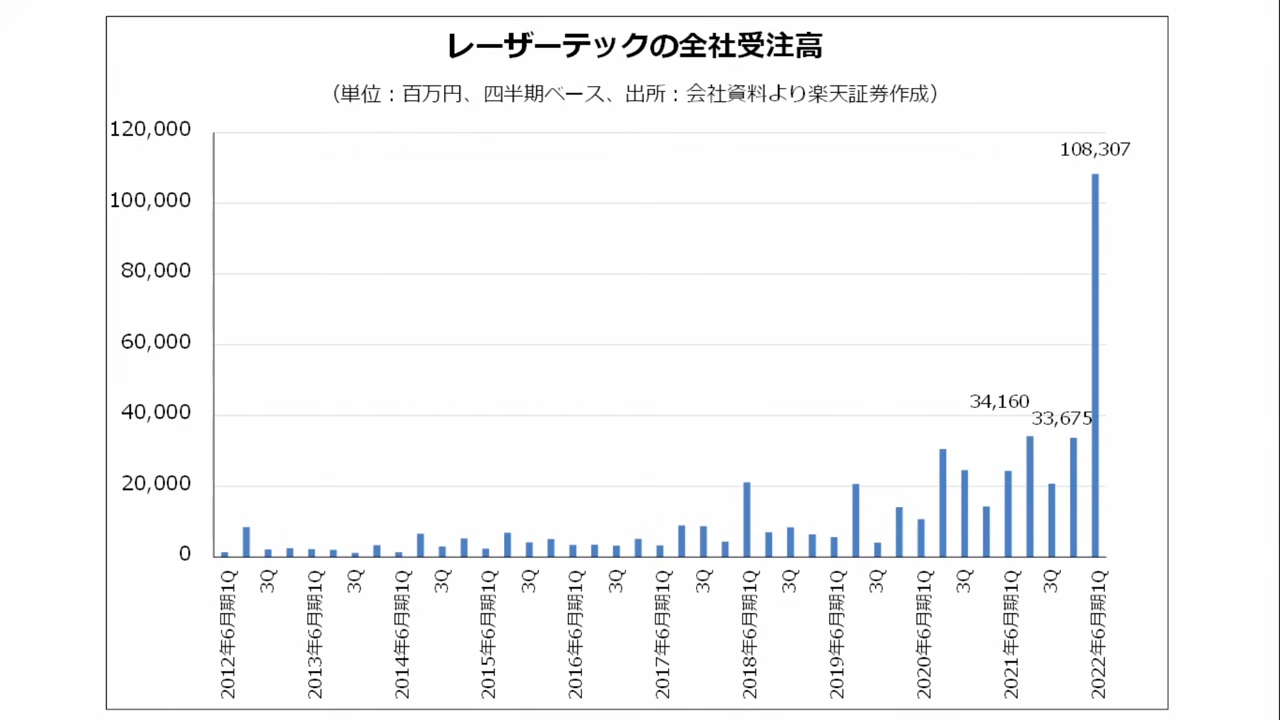 レーザーテックの全社受注高
（単位：百万円、四半期ベース、出所：会社資料より楽天証券作成）
120,000
100,000
80,000
60,000
40,000
20,000
0
108,307
34,160
33,675
2012年6月期1Q
3Q
2013年6月期1Q
3Q
2014年6月期1Q
3Q
2015年6月期1Q
3Q
2016年6月期1Q
3Q
2017年6月期1Q
3Q
2018年6月期1Q
3Q
2019年6月期1Q
3Q
2020年6月期1Q
3Q
2021年6月期1Q
3Q
2022年6月期1Q